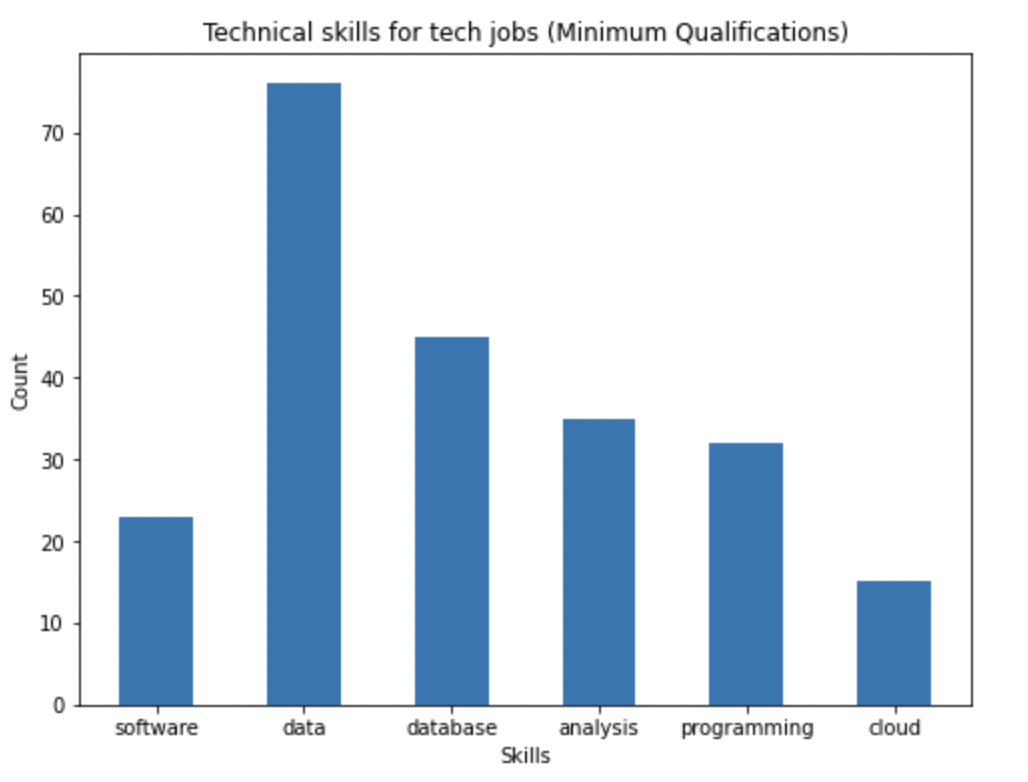 Technical skills for tech jobs (Minimum Qualifications)
70
60
50
40
30
20
10
0
Count
software data database analysis programming cloud
Skills